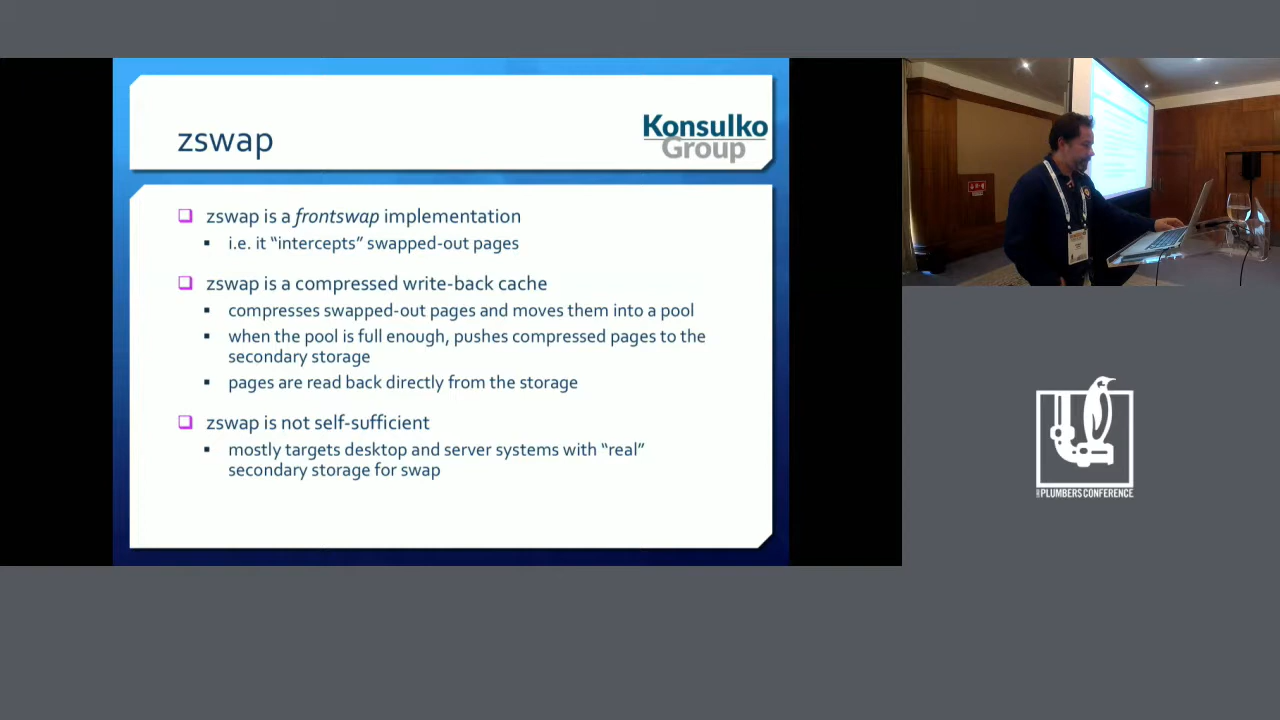 zswap
Konsulko
Group
zswap is a frontswap implementation
i.e. it “intercepts” swapped-out pages
zswap is a compressed write-back cache
compresses swapped-out pages and moves them into a pool
when the pool is full enough, pushes compressed pages to the
secondary storage
pages are read back directly from the storage
zswap is not self-sufficient
mostly targets desktop and server systems with “real”
secondary storage for swap
PLUMBERS CONFERENCE